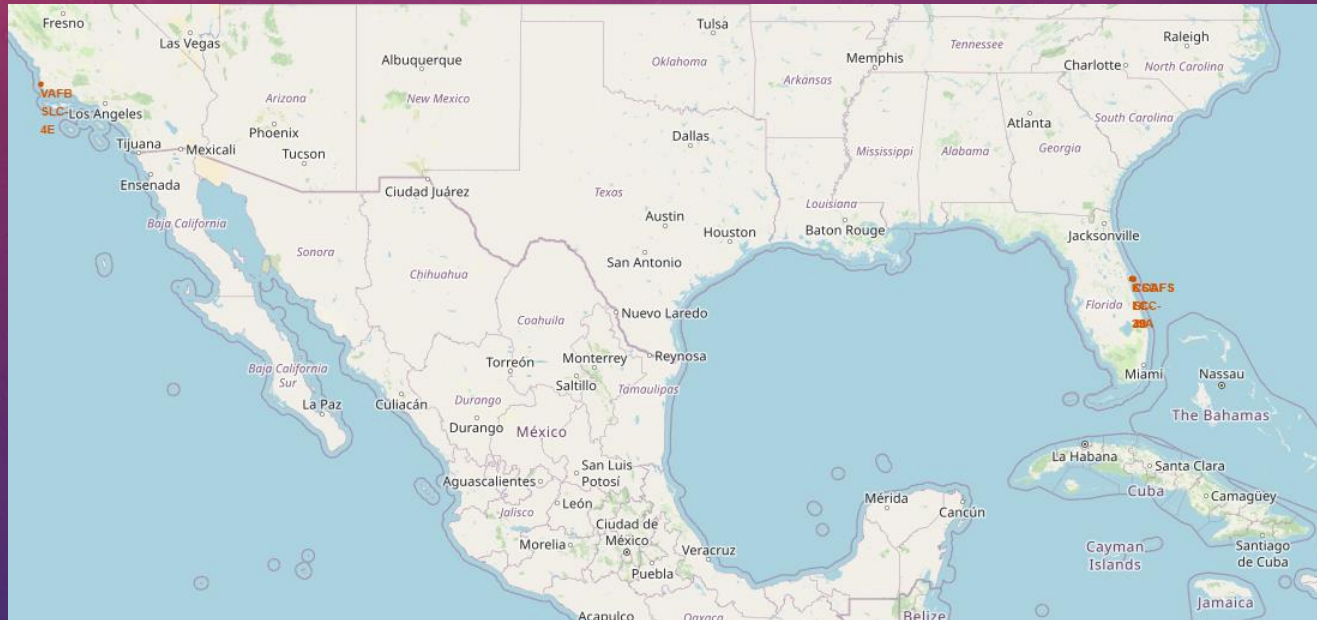 Fresno
Las Vegas
Tulsa
Raleigh
Albuquerque
Oklahoma
Memphis
Tennessee
Charlotte
North Carolina
Arkansas
VAFB
SLC-
4E
Los Angeles
Arizona
New Mexico
Phoenix
Tucson
Tijuana
Mexicali
Ensenada
Dallas
Atlanta
South Carolina
Mississippi
Alabama
Georgia
Ciudad Juárez
Texas
Louisiana
Baja California
Austin
Houston
Baton Rouge
Jacksonville
Sonora
Chihuahua
San Antonio
Florida
Coahuila
Nuevo Laredo
Torreón
Monterrey
Reynosa
Saltillo
Tamaulipas
Miami
Nassau
Baja California
Sur
La Paz
Culiacán
Durango
Durango
México
The Bahamas
La Habana
Santa Clara
Cuba
Camagüey
San Luis
Potosí
Aguascalientes
León
Jalisco
Mérida
Cancún
Ciudad de
México
Morelia
Veracruz
Puebla
Cayman
Islands
Santiago
de Cuba
Acapulco
Oaxaca
Belize
Jamaica